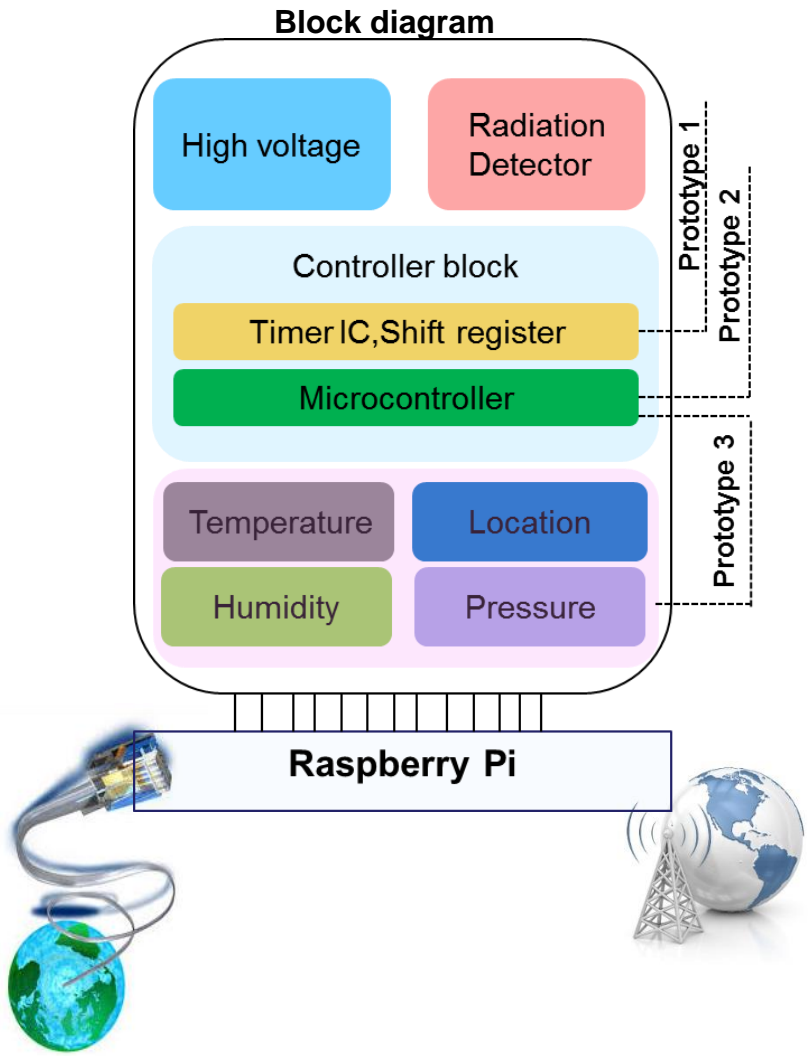 Block diagram
High voltage
Radiation
Detector
Controller block
Timer IC,Shift register
Microcontroller
Temperature
Location
Humidity
Pressure
Prototype 1
Prototype 2
Prototype 3
Raspberry Pi